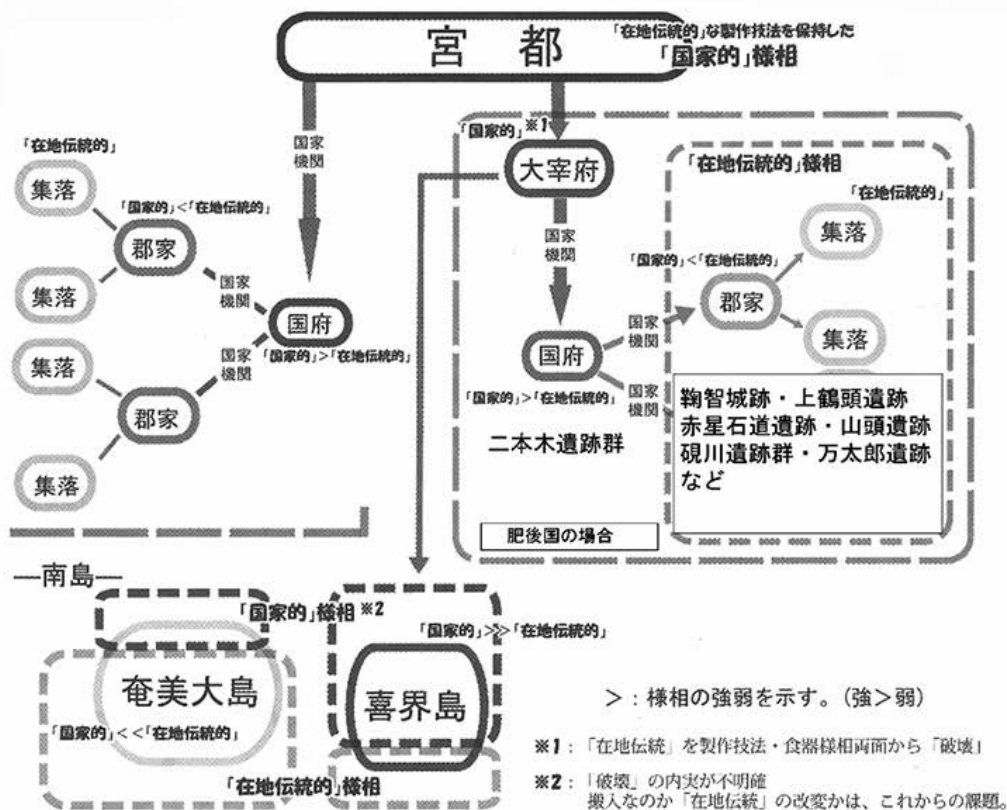 宮都
「在地伝統的」な製作技法を保持した
「国家的」様相
国家
機関
「在地伝統的」
集落
「国家的」<「在地伝統的」
郡家
集落
国家
機関
国府
「国家的」>「在地伝統的」
集落
国家
機関
郡家
集落
「国家的」※1
大宰府
国家
機関
「在地伝統的」様相
「在地伝統的」
集落
「国家的」<「在地伝統的」
郡家
集落
国家
機関
国府
「国家的」>「在地伝統的」
国家
機関
二本木遺跡群
鞠智城跡・上鶴頭遺跡
赤星石道遺跡・山頭遺跡
硯川遺跡群・万太郎遺跡
など
肥後国の場合
―南島―
「国家的」様相※2
「国家的」>>「在地伝統的」
奄美大島
喜界島
「国家的」<<「在地伝統的」
「在地伝統的」様相
>:様相の強弱を示す。(強>弱)
※1:「在地伝統」を製作技法・食器様相両面から「破壊」
※2:「破壊」の内実が不明確
搬入なのか「在地伝統」の改変かは、これからの課題。